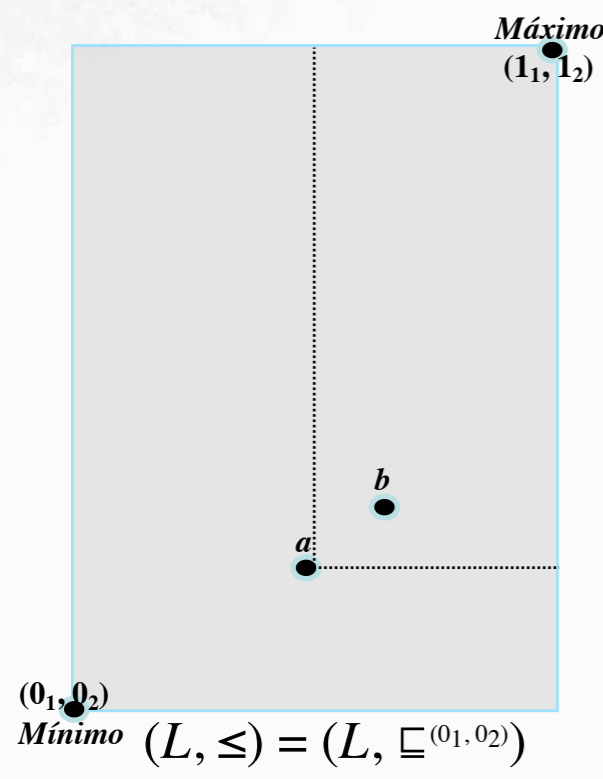 Máximo
(1₁, 1₂)
b
a
(0₁, 0₂)
Mínimo
(L, ≤) = (L, ⊑⁽⁰¹, ⁰²⁾)